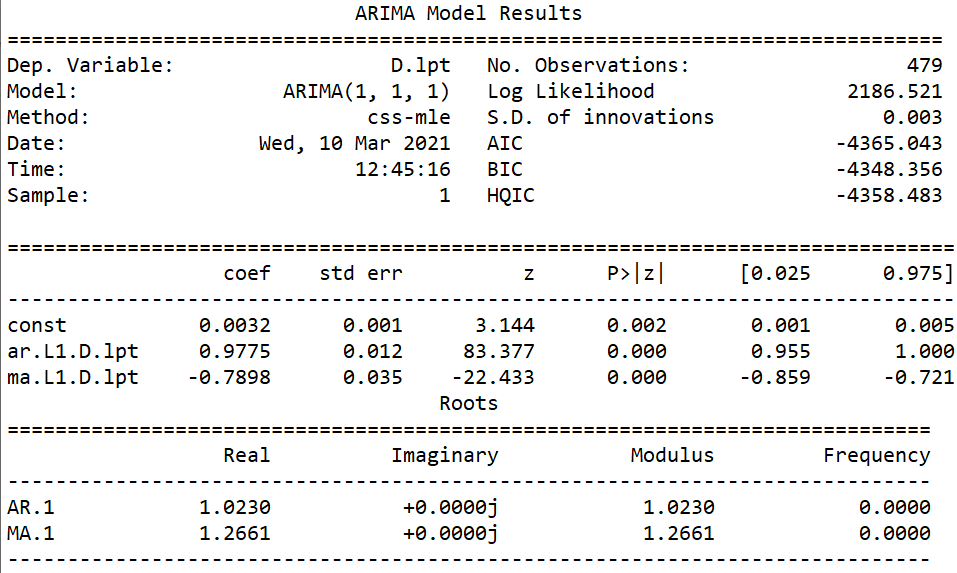 ARIMA Model Results
==============================================================================
Dep. Variable: D.lpt No. Observations: 479
Model: ARIMA(1, 1, 1) Log Likelihood 2186.521
Method: css-mle S.D. of innovations 0.003
Date: Wed, 10 Mar 2021 AIC -4365.043
Time: 12:45:16 BIC -4348.356
Sample: 1 HQIC -4358.483
===============================================================================
coef std err z P>|z| [0.025 0.975]
-------------------------------------------------------------------------------
const 0.0032 0.001 3.144 0.002 0.001 0.005
ar.L1.D.lpt 0.9775 0.012 83.377 0.000 0.955 1.000
ma.L1.D.lpt -0.7898 0.035 -22.433 0.000 -0.859 -0.721
Roots
=============================================================================
Real Imaginary Modulus Frequency
-----------------------------------------------------------------------------
AR.1 1.0230 +0.0000j 1.0230 0.0000
MA.1 1.2661 +0.0000j 1.2661 0.0000
-----------------------------------------------------------------------------